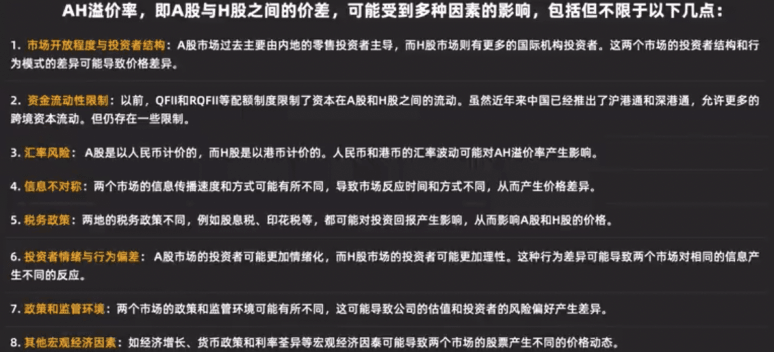 AH溢价率，即A股与H股之间的价差，可能受到多种因素的影响，包括但不限于以下几点：
1. 市场开放程度与投资者结构：A股市场过去主要由内地的零售投资者主导，而H股市场则有更多的国际机构投资者。这两个市场的投资者结构和行
为模式的差异可能导致价格差异。
2. 资金流动性限制：以前，QFII和RQFII等配额制度限制了资本在A股和H股之间的流动。虽然近年来中国已经推出了沪港通和深港通，允许更多的
跨境资本流动。但仍存在一些限制。
3. 汇率风险： A股是以人民币计价的，而H股是以港币计价的。人民币和港币的汇率波动可能对AH溢价率产生影响。
4. 信息不对称：两个市场的信息传播速度和方式可能有所不同，导致市场反应时间和方式不同，从而产生价格差异。
5. 税务政策：两地的税务政策不同，例如股息税、印花税等，都可能对投资回报产生影响，从而影响A股和H股的价格。
6. 投资者情绪与行为偏差： A股市场的投资者可能更加情绪化，而H股市场的投资者可能更加理性。这种行为差异可能导致两个市场对相同的信息产
生不同的反应。
7. 政策和监管环境：两个市场的政策和监管环境可能有所不同，这可能导致公司的估值和投资者的风险偏好产生差异。
8. 其他宏观经济因素：如经济增长、货币政策和利率荃异等宏观经济因泰可能导致两个市场的股票产生不同的价格动态。